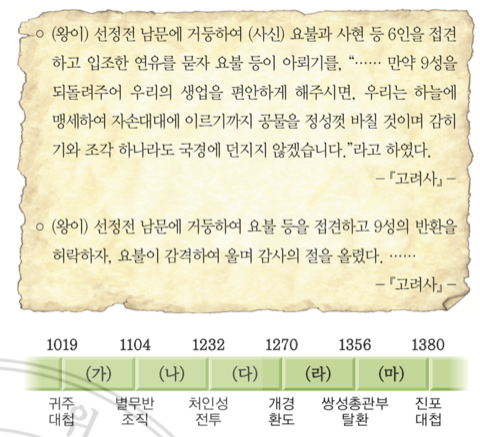 ○ (왕이) 선정전 남문에 거둥하여 (사신) 요불과 사현 등 6인을 접견
하고 입조한 연유를 묻자 요불 등이 아뢰기를, “…… 만약 9성을
되돌려주어 우리의 생업을 편안하게 해주시면, 우리는 하늘에
맹세하여 자손대대에 이르기까지 공물을 정성껏 바칠 것이며 감히
기와 조각 하나라도 국경에 던지지 않겠습니다.”라고 하였다.
－『고려사』－
○ (왕이) 선정전 남문에 거둥하여 요불 등을 접견하고 9성의 반환을
허락하자, 요불이 감격하여 울며 감사의 절을 올렸다. ……
－『고려사』－
1019 1104 1232 1270 1356 1380
(가) (나) (다) (라) (마)
귀주 별무반 처인성 개경 쌍성총관부 진포
대첩 조직 전투 환도 탈환 대첩